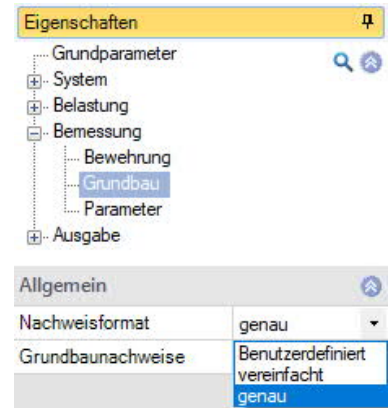 Eigenschaften
Grundparameter
System
Belastung
Bemessung
Bewehrung
Grundbau
Parameter
Ausgabe
Allgemein
Nachweisformat genau
Grundbaunachweise
Benutzerdefiniert
vereinfacht
genau